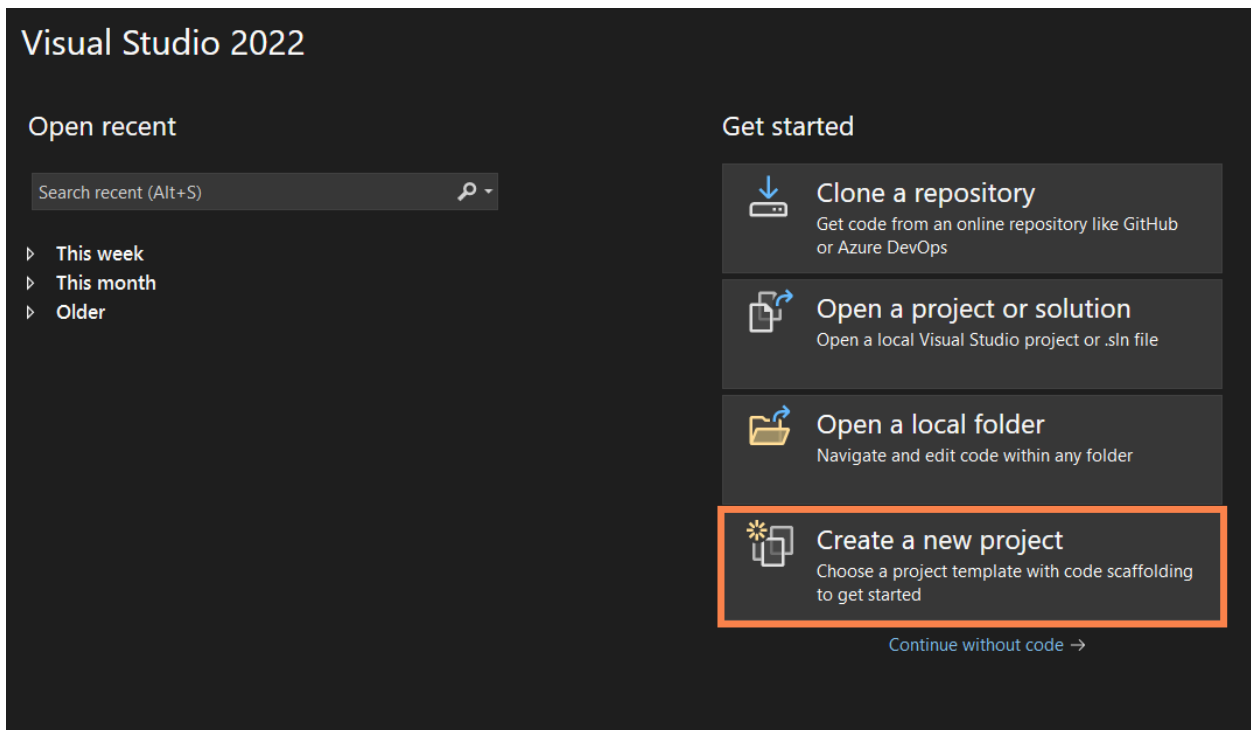 Visual Studio 2022
Open recent
Search recent (Alt+S)
This week
This month
Older
Get started
Clone a repository
Get code from an online repository like GitHub
or Azure DevOps
Open a project or solution
Open a local Visual Studio project or .sln file
Open a local folder
Navigate and edit code within any folder
Create a new project
Choose a project template with code scaffolding
to get started
Continue without code →